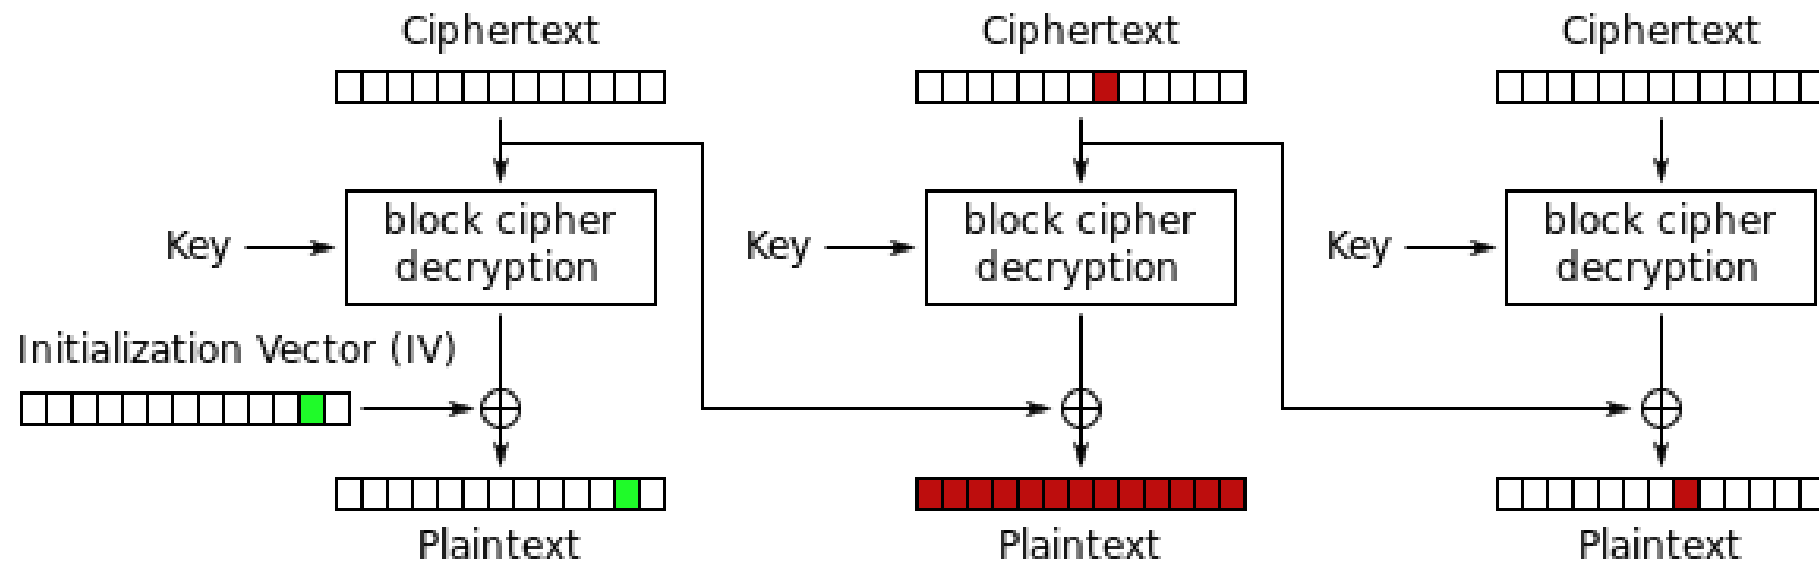 Ciphertext
Ciphertext
Ciphertext
Key
block cipher
decryption
Key
block cipher
decryption
Key
block cipher
decryption
Initialization Vector (IV)
Plaintext
Plaintext
Plaintext